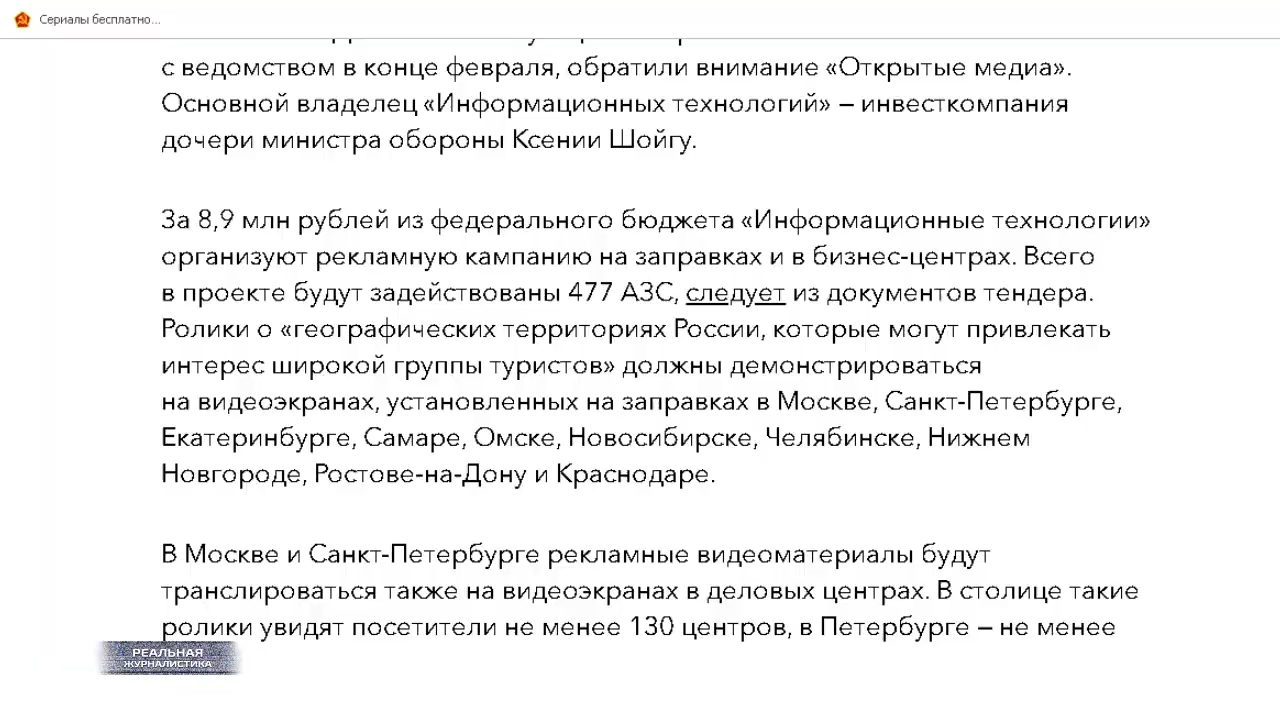 Сериалы бесплатно...
с ведомством в конце февраля, обратили внимание «Открытые медиа».
Основной владелец «Информационных технологий» — инвесткомпания
дочери министра обороны Ксении Шойгу.
За 8,9 млн рублей из федерального бюджета «Информационные технологии»
организуют рекламную кампанию на заправках и в бизнес-центрах. Всего
в проекте будут задействованы 477 АЗС, следует из документов тендера.
Ролики о «географических территориях России, которые могут привлекать
интерес широкой группы туристов» должны демонстрироваться
на видеоэкранах, установленных на заправках в Москве, Санкт-Петербурге,
Екатеринбурге, Самаре, Омске, Новосибирске, Челябинске, Нижнем
Новгороде, Ростове-на-Дону и Краснодаре.
В Москве и Санкт-Петербурге рекламные видеоматериалы будут
транслироваться также на видеоэкранах в деловых центрах. В столице такие
ролики увидят посетители не менее 130 центров, в Петербурге — не менее
РЕАЛЬНАЯ
ЖУРНАЛИСТИКА